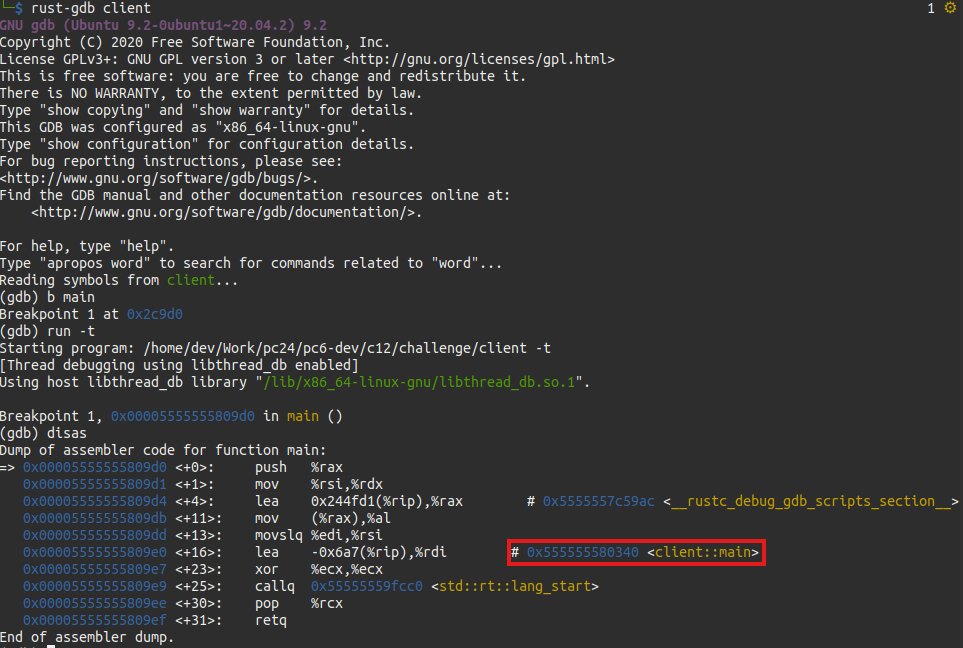 └─$ rust-gdb client 1 ⚙
GNU gdb (Ubuntu 9.2-0ubuntu1~20.04.2) 9.2
Copyright (C) 2020 Free Software Foundation, Inc.
License GPLv3+: GNU GPL version 3 or later <http://gnu.org/licenses/gpl.html>
This is free software: you are free to change and redistribute it.
There is NO WARRANTY, to the extent permitted by law.
Type "show copying" and "show warranty" for details.
This GDB was configured as "x86_64-linux-gnu".
Type "show configuration" for configuration details.
For bug reporting instructions, please see:
<http://www.gnu.org/software/gdb/bugs/>.
Find the GDB manual and other documentation resources online at:
    <http://www.gnu.org/software/gdb/documentation/>.

For help, type "help".
Type "apropos word" to search for commands related to "word"...
Reading symbols from client...
(gdb) b main
Breakpoint 1 at 0x2c9d0
(gdb) run -t
Starting program: /home/dev/Work/pc24/pc6-dev/c12/challenge/client -t
[Thread debugging using libthread_db enabled]
Using host libthread_db library "/lib/x86_64-linux-gnu/libthread_db.so.1".

Breakpoint 1, 0x00005555555809d0 in main ()
(gdb) disas
Dump of assembler code for function main:
=> 0x00005555555809d0 <+0>:     push   %rax
   0x00005555555809d1 <+1>:     mov    %rsi,%rdx
   0x00005555555809d4 <+4>:     lea    0x244fd1(%rip),%rax        # 0x5555557c59ac <__rustc_debug_gdb_scripts_section__>
   0x00005555555809db <+11>:    mov    (%rax),%al
   0x00005555555809dd <+13>:    movslq %edi,%rsi
   0x00005555555809e0 <+16>:    lea    -0x6a7(%rip),%rdi        # 0x555555580340 <client::main>
   0x00005555555809e7 <+23>:    xor    %ecx,%ecx
   0x00005555555809e9 <+25>:    callq  0x55555559fcc0 <std::rt::lang_start>
   0x00005555555809ee <+30>:    pop    %rcx
   0x00005555555809ef <+31>:    retq
End of assembler dump.